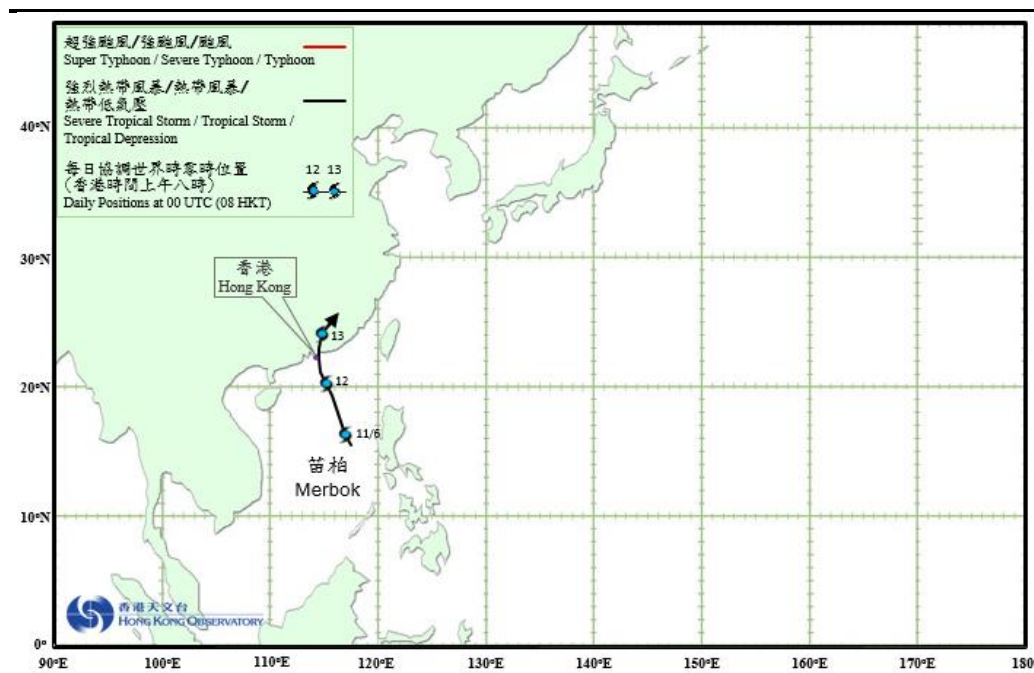 超強颱風/強颱風/颱風
Super Typhoon / Severe Typhoon / Typhoon
強烈熱帶風暴/熱帶風暴/
熱帶低氣壓
Severe Tropical Storm / Tropical Storm /
Tropical Depression
每日協調世界時零時位置
(香港時間上午八時)
Daily Positions at 00 UTC (08 HKT)
12 13
40°N
30°N
香港
Hong Kong
13
20°N
12
11/6
苗柏
Merbok
10°N
香港天文台
HONG KONG OBSERVATORY
0°
90°E 100°E 110°E 120°E 130°E 140°E 150°E 160°E 170°E 180